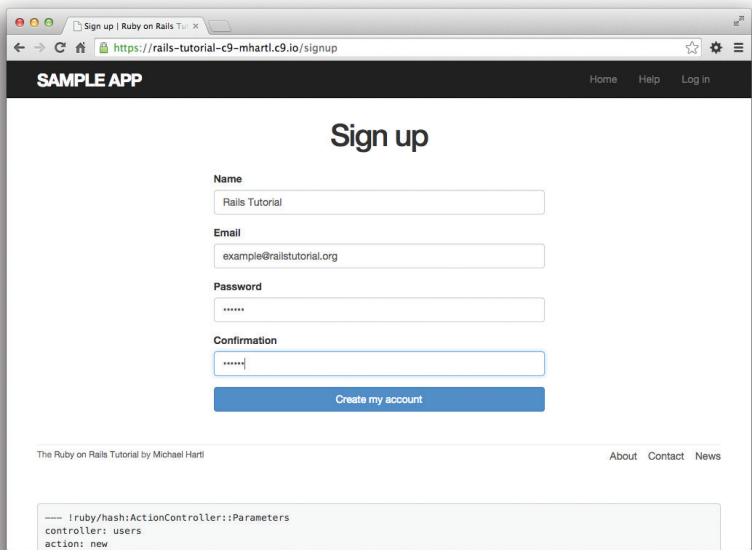 Sign up | Ruby on Rails Tut
https://rails-tutorial-c9-mhartl.c9.io/signup
SAMPLE APP
Home Help Log in
Sign up
Name
Rails Tutorial
Email
example@railstutorial.org
Password
••••••
Confirmation
••••••
Create my account
The Ruby on Rails Tutorial by Michael Hartl
About Contact News
--- !ruby/hash:ActionController::Parameters
controller: users
action: new